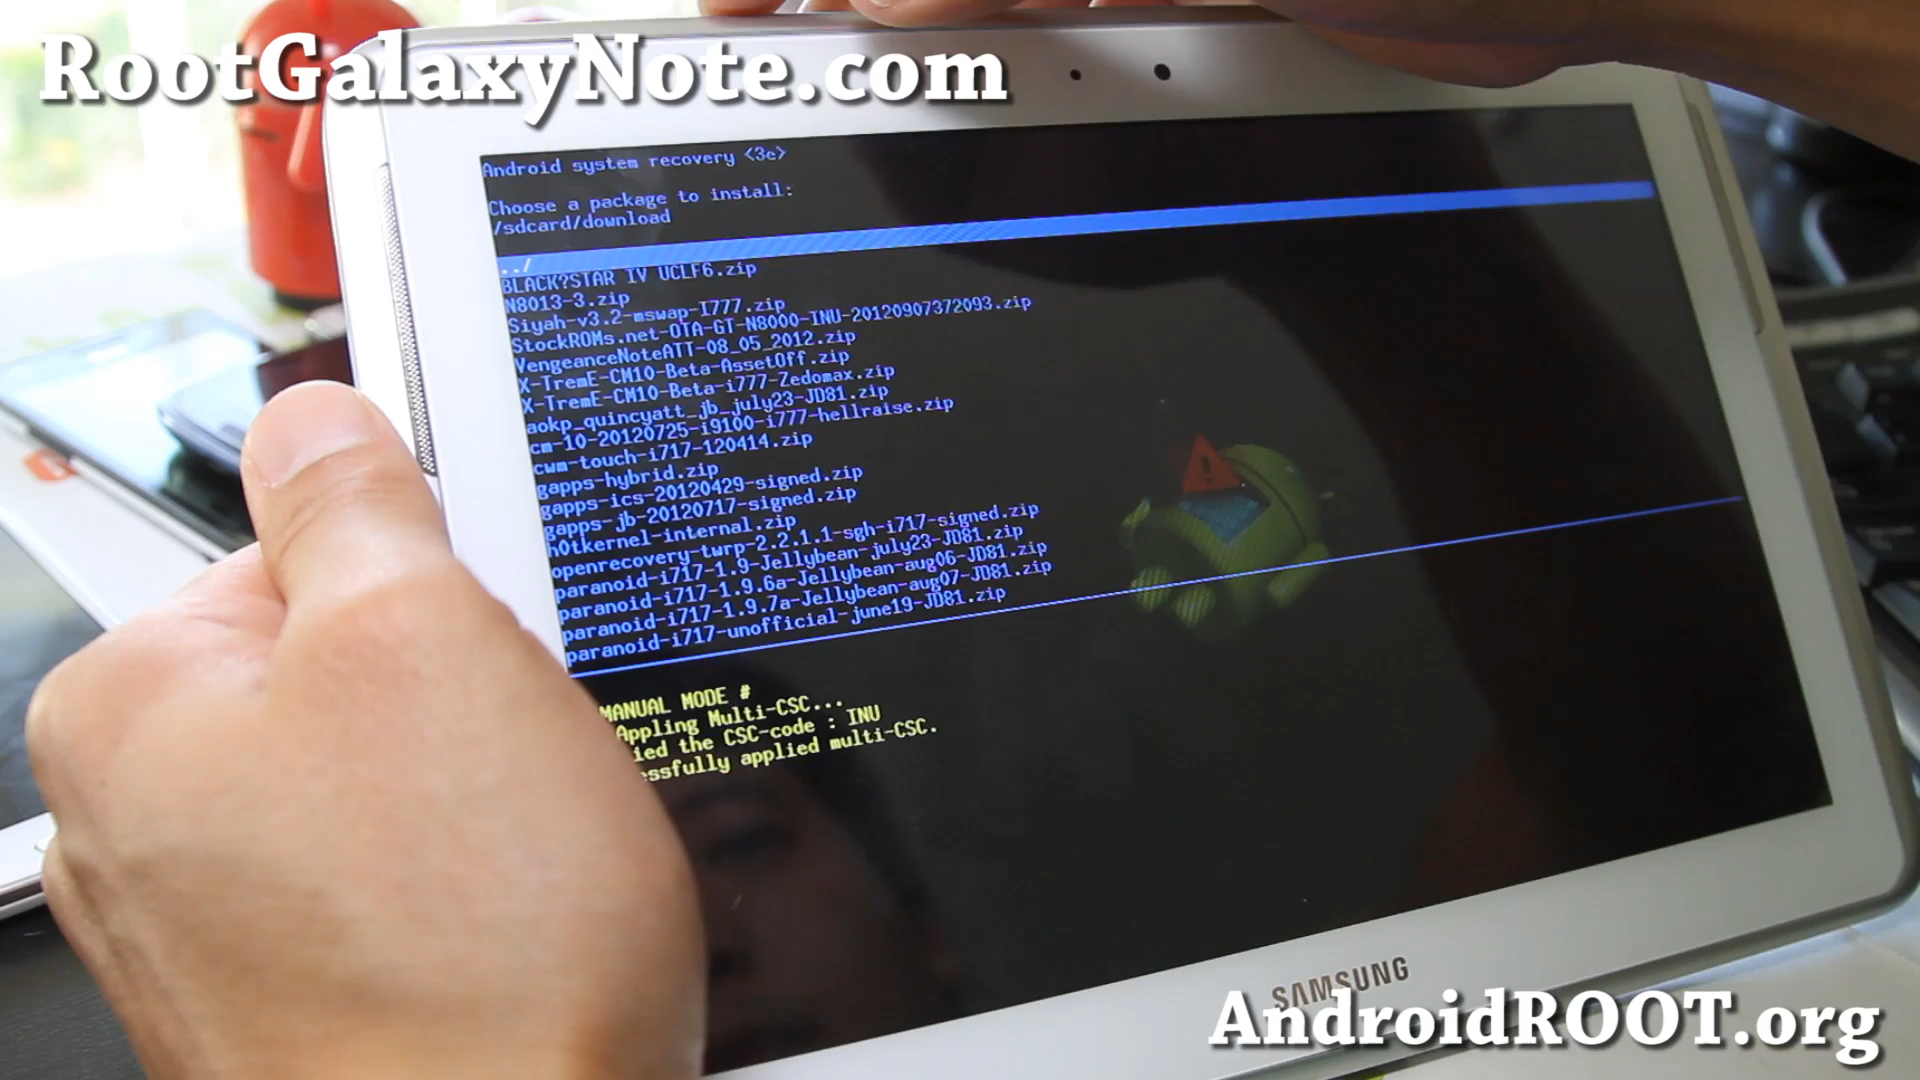 RootGalaxyNote.com
Android system recovery <3e>
Choose a package to install:
/sdcard/download
../
BLACK?STAR IV UCLF6.zip
N8013-3.zip
Siyah-v3.2-mswap-I777.zip
StockROMs.net-OTA-GT-N8000-INU-20120907372093.zip
VengeanceNoteATT-08_05_2012.zip
X-TremE-CM10-Beta-AssetOff.zip
X-TremE-CM10-Beta-i777-Zedomax.zip
aokp_quincyatt_jb_july23-JD81.zip
cm-10-20120725-i9100-i777-hellraise.zip
cwm-touch-i717-120414.zip
gapps-hybrid.zip
gapps-ics-20120429-signed.zip
gapps-jb-20120717-signed.zip
h0tkernel-internal.zip
openrecovery-twrp-2.2.1.1-sgh-i717-signed.zip
paranoid-i717-1.9-Jellybean-july23-JD81.zip
paranoid-i717-1.9.6a-Jellybean-aug06-JD81.zip
paranoid-i717-1.9.7a-Jellybean-aug07-JD81.zip
paranoid-i717-unofficial-june19-JD81.zip
MANUAL MODE #
Appling Multi-CSC...
ied the CSC-code : INU
essfully applied multi-CSC.
SAMSUNG
AndroidROOT.org